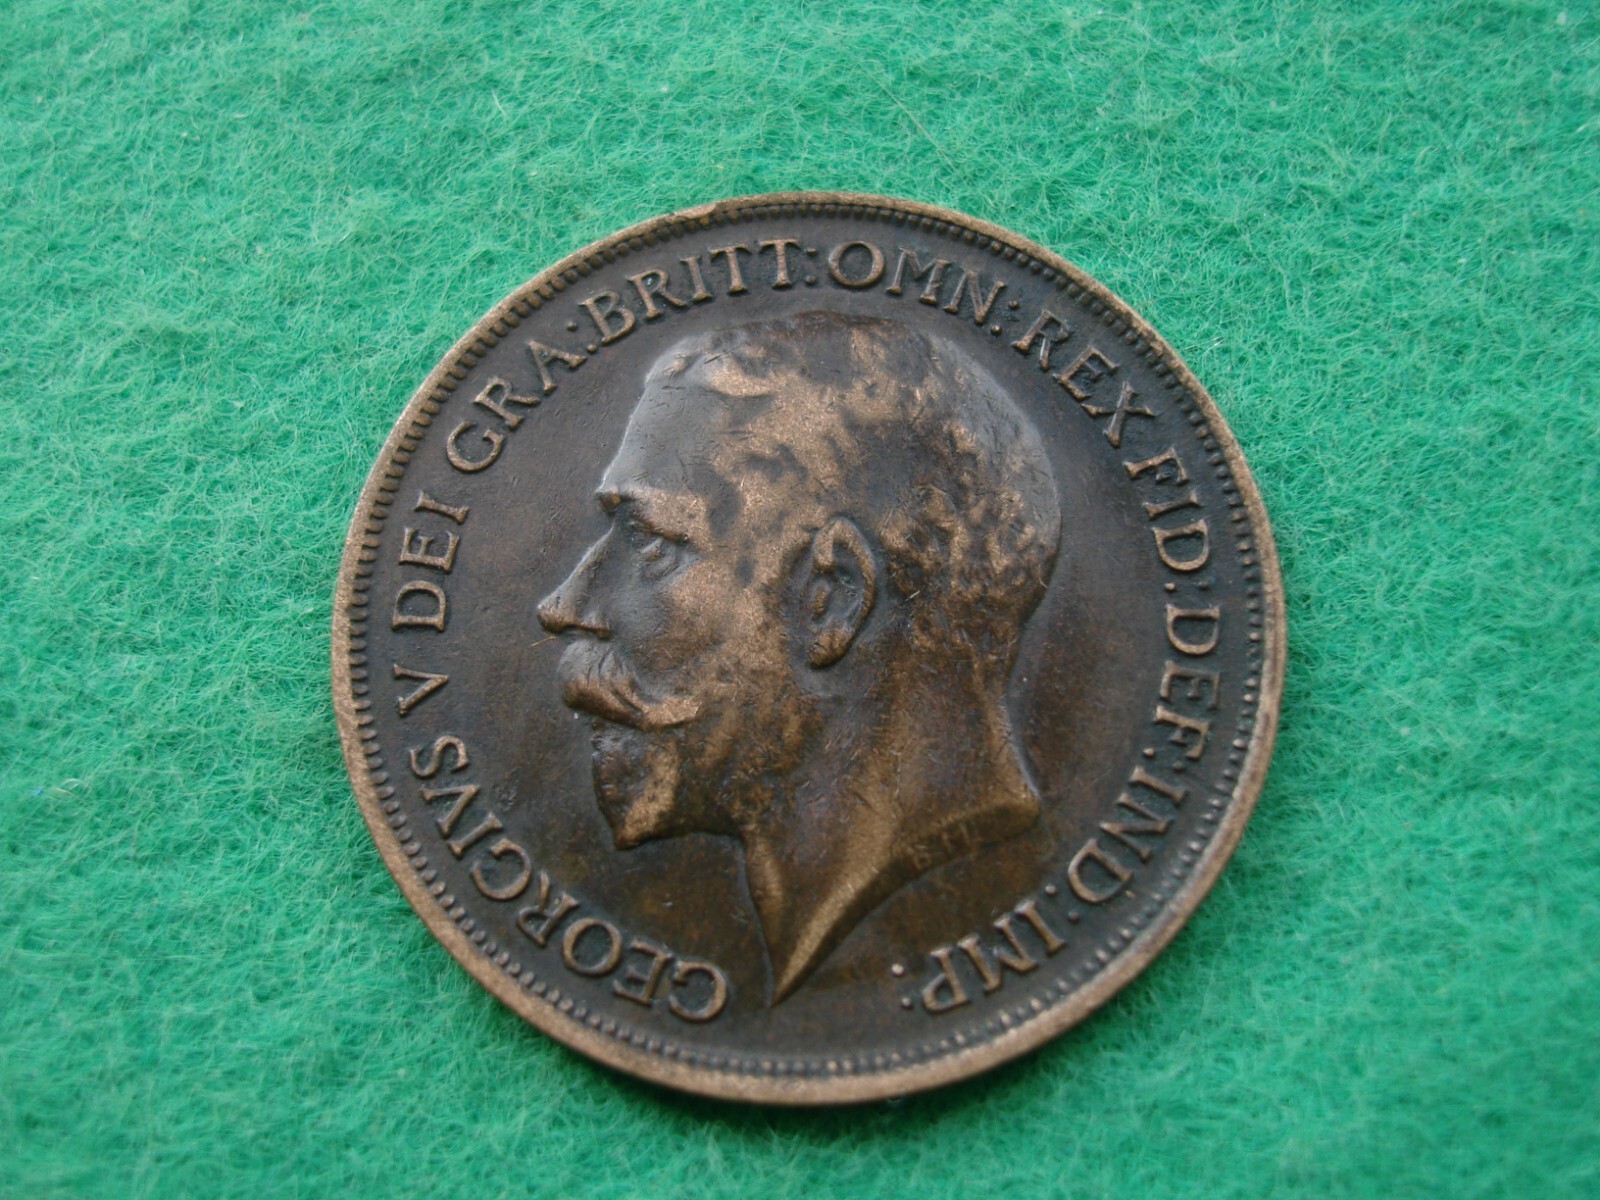 GEORGIVS V DEI GRA:BRITT:OMN:REX FID:DEF:IND:IMP:
B M